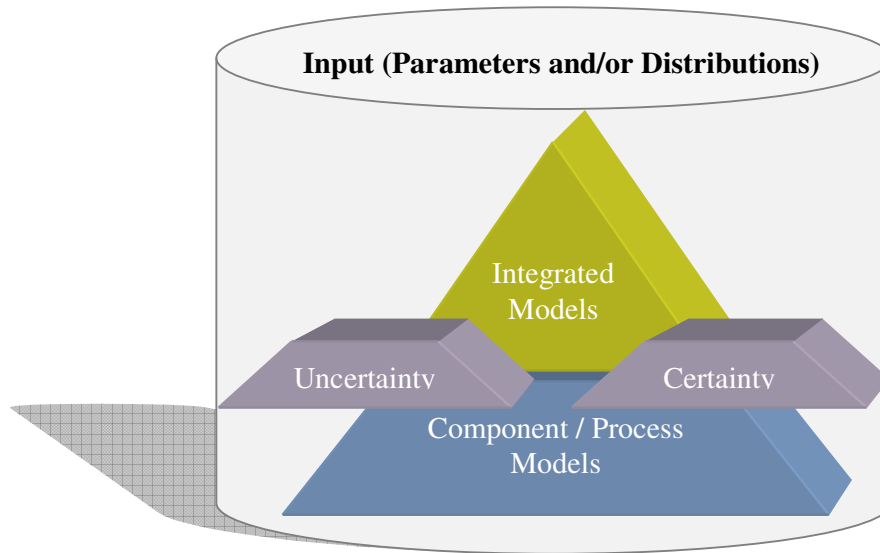 Input (Parameters and/or Distributions)
Integrated
Models
Uncertainty
Certainty
Component / Process
Models